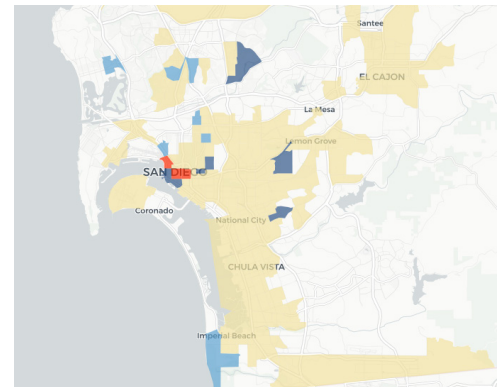 Santee
EL CAJON
La Mesa
Lemon Grove
SAN DIEGO
Coronado
National City
CHULA VISTA
Imperial Beach